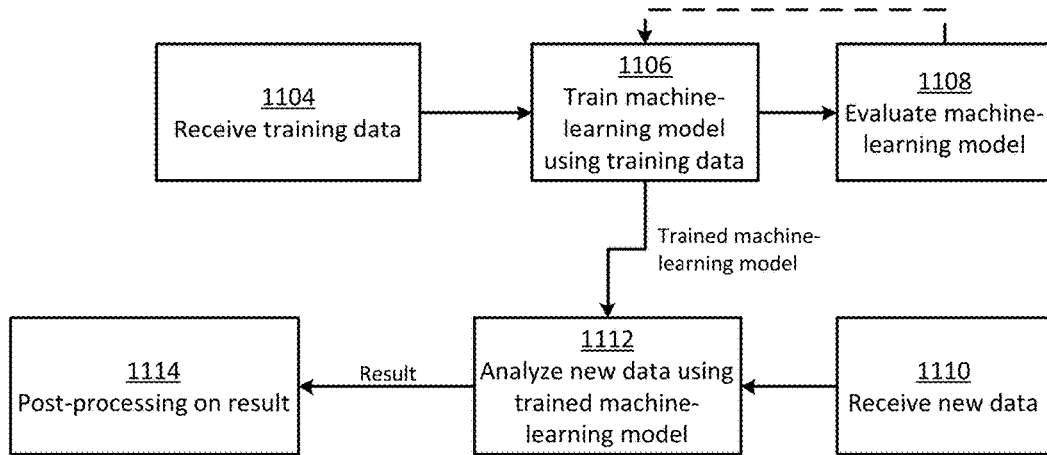 1104
Receive training data
1106
Train machine-
learning model
using training data
1108
Evaluate machine-
learning model
Trained machine-
learning model
1114
Post-processing on result
Result
1112
Analyze new data using
trained machine-
learning model
1110
Receive new data